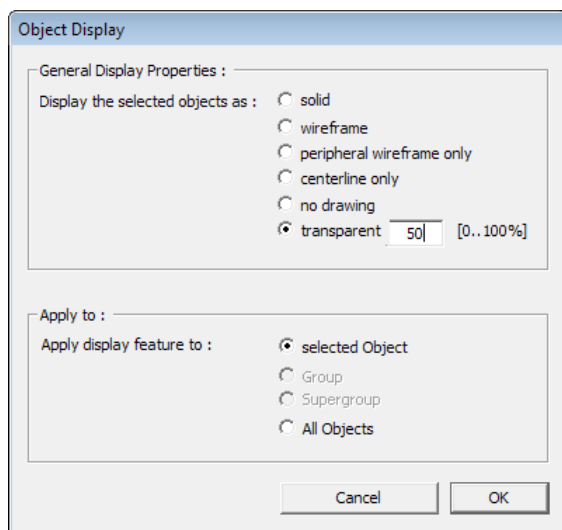 Object Display
General Display Properties :
Display the selected objects as :
solid
wireframe
peripheral wireframe only
centerline only
no drawing
transparent 50 [0..100%]
Apply to :
Apply display feature to :
selected Object
Group
Supergroup
All Objects
Cancel OK